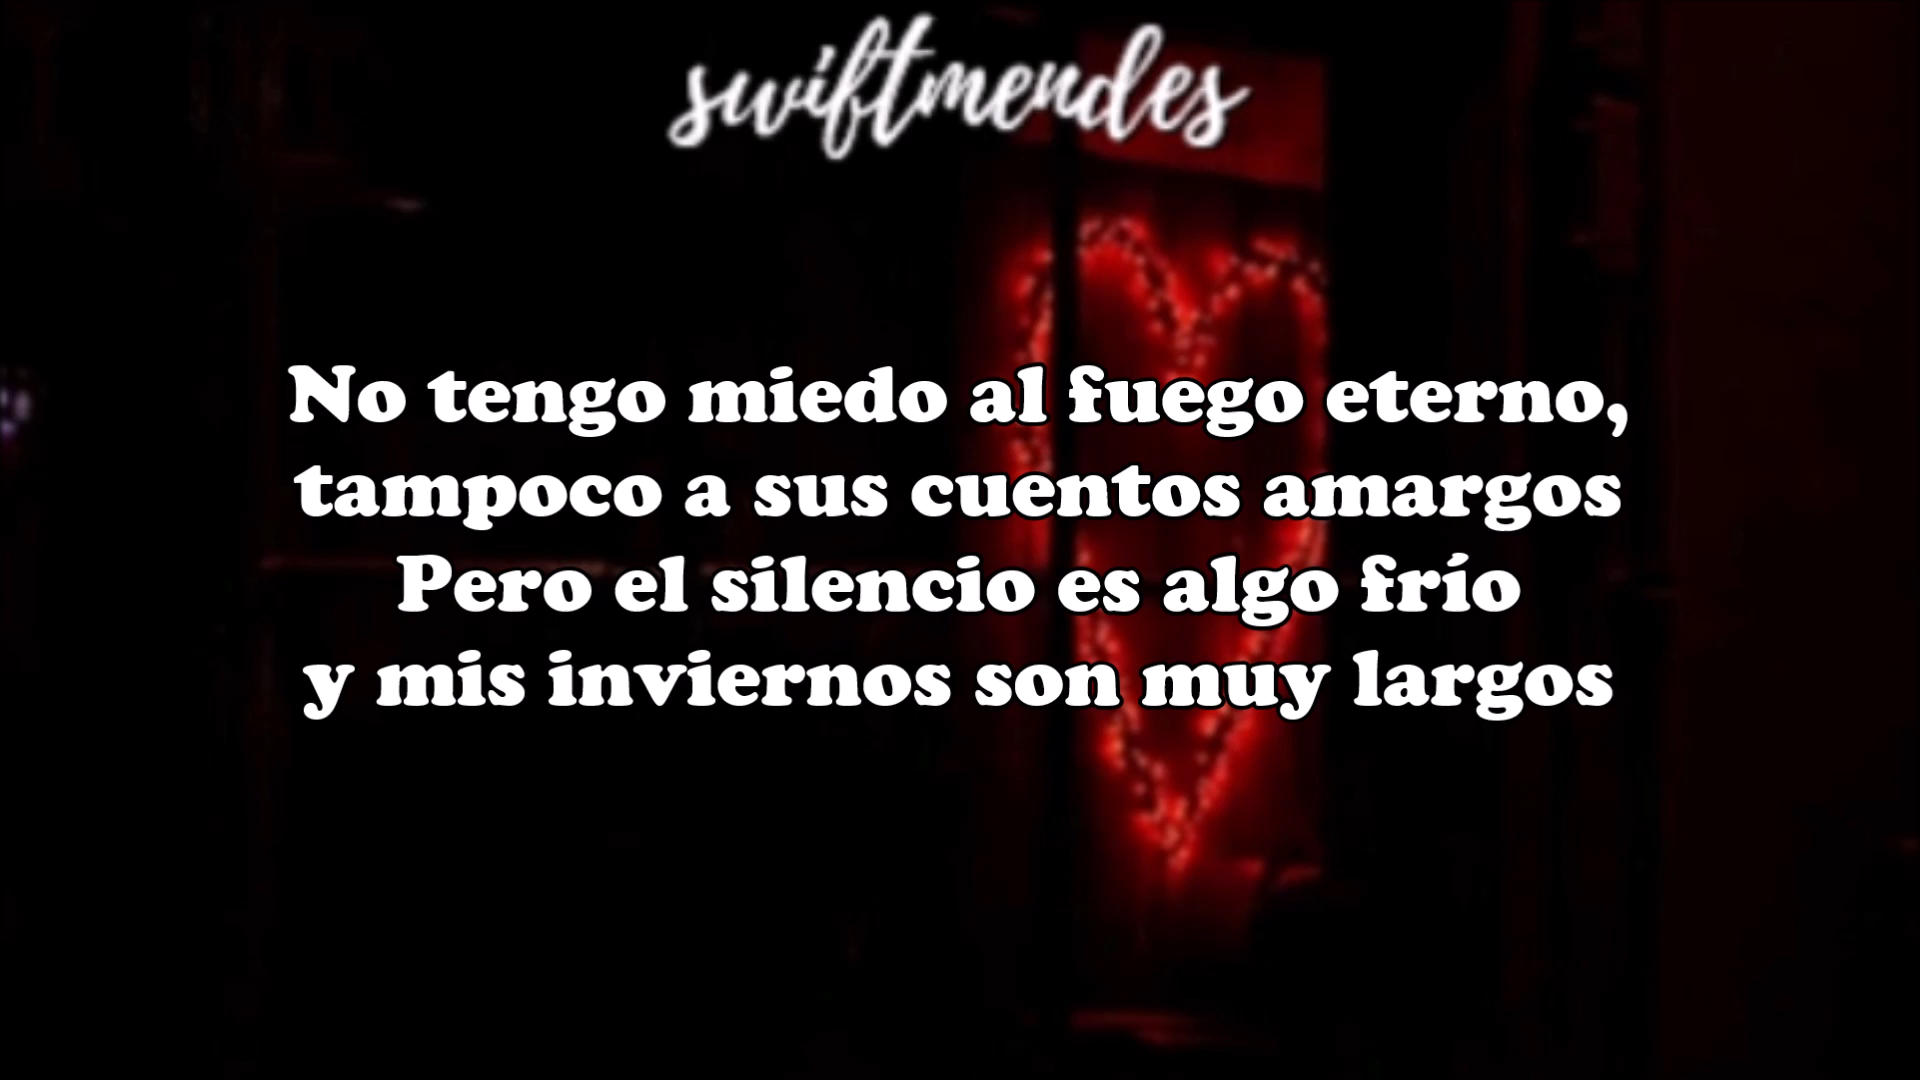 swiftmendes
No tengo miedo al fuego eterno,
tampoco a sus cuentos amargos
Pero el silencio es algo frío
y mis inviernos son muy largos